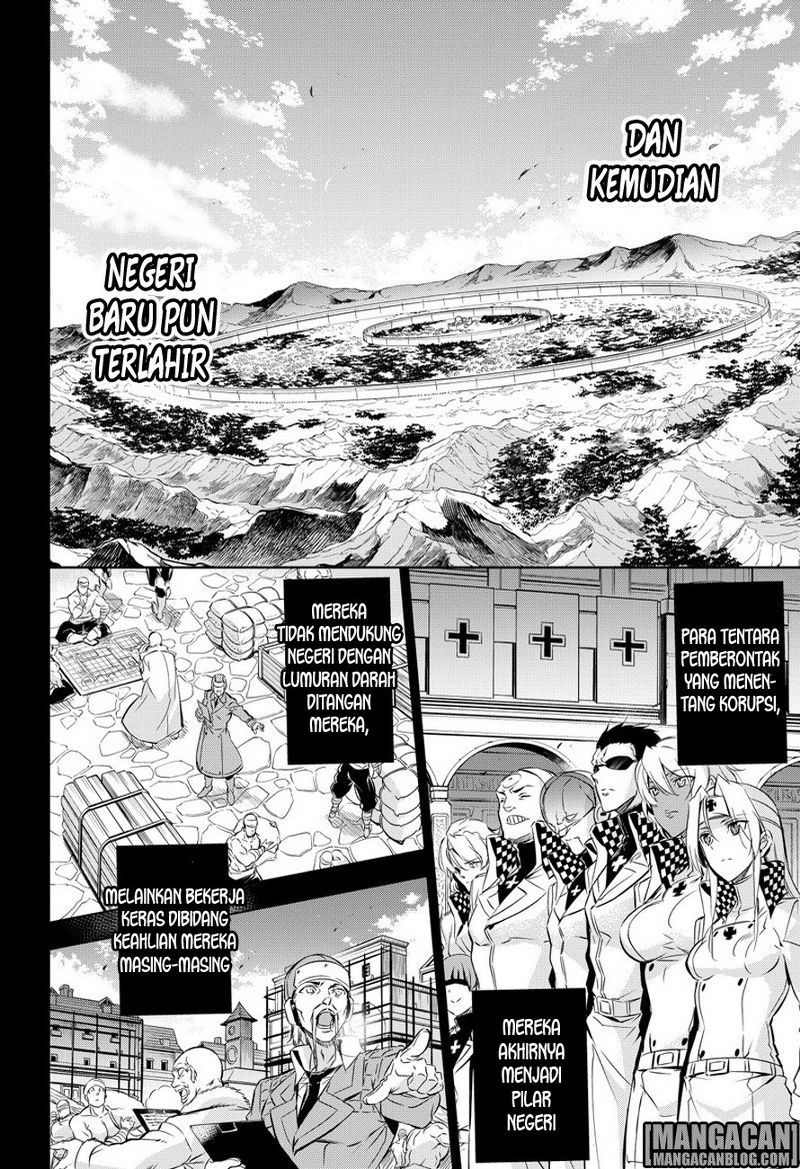 DAN
KEMUDIAN
NEGERI
BARU PUN
TERLAHIR
PARA TENTARA
PEMBERONTAK
YANG MENEN-
TANG KORUPSI,
MEREKA
AKHIRNYA
MENJADI
PILAR
NEGERI
MEREKA
TIDAK MENDUKUNG
NEGERI DENGAN
LUMURAN DARAH
DITANGAN
MEREKA,
MELAINKAN BEKERJA
KERAS DIBIDANG
KEAHLIAN MEREKA
MASING-MASING
MANGACAN
MANGACANBLOG.COM